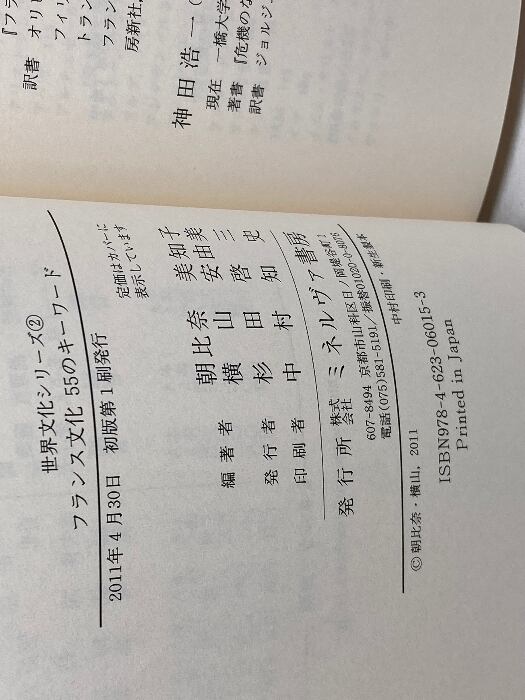 『フラ
訳書 オリビ
フィリ
トラン
フラン
房新社,
神田浩一（
現在 一橋大学
著書 『危機のな
訳書 ジョルジュ
世界文化シリーズ②
フランス文化 55のキーワード
2011年4月30日 初版第1刷発行
定価はカバーに
表示しています
編著者 朝比奈美知子
横山安由美
発行者 杉田啓三
印刷者 中村知史
発行所 株式会社 ミネルヴァ書房
607-8494 京都市山科区日ノ岡堤谷町1
電話(075)581-5191／振替01020-0-8076
© 朝比奈・横山, 2011
中村印刷・新生製本
ISBN978-4-623-06015-3
Printed in Japan